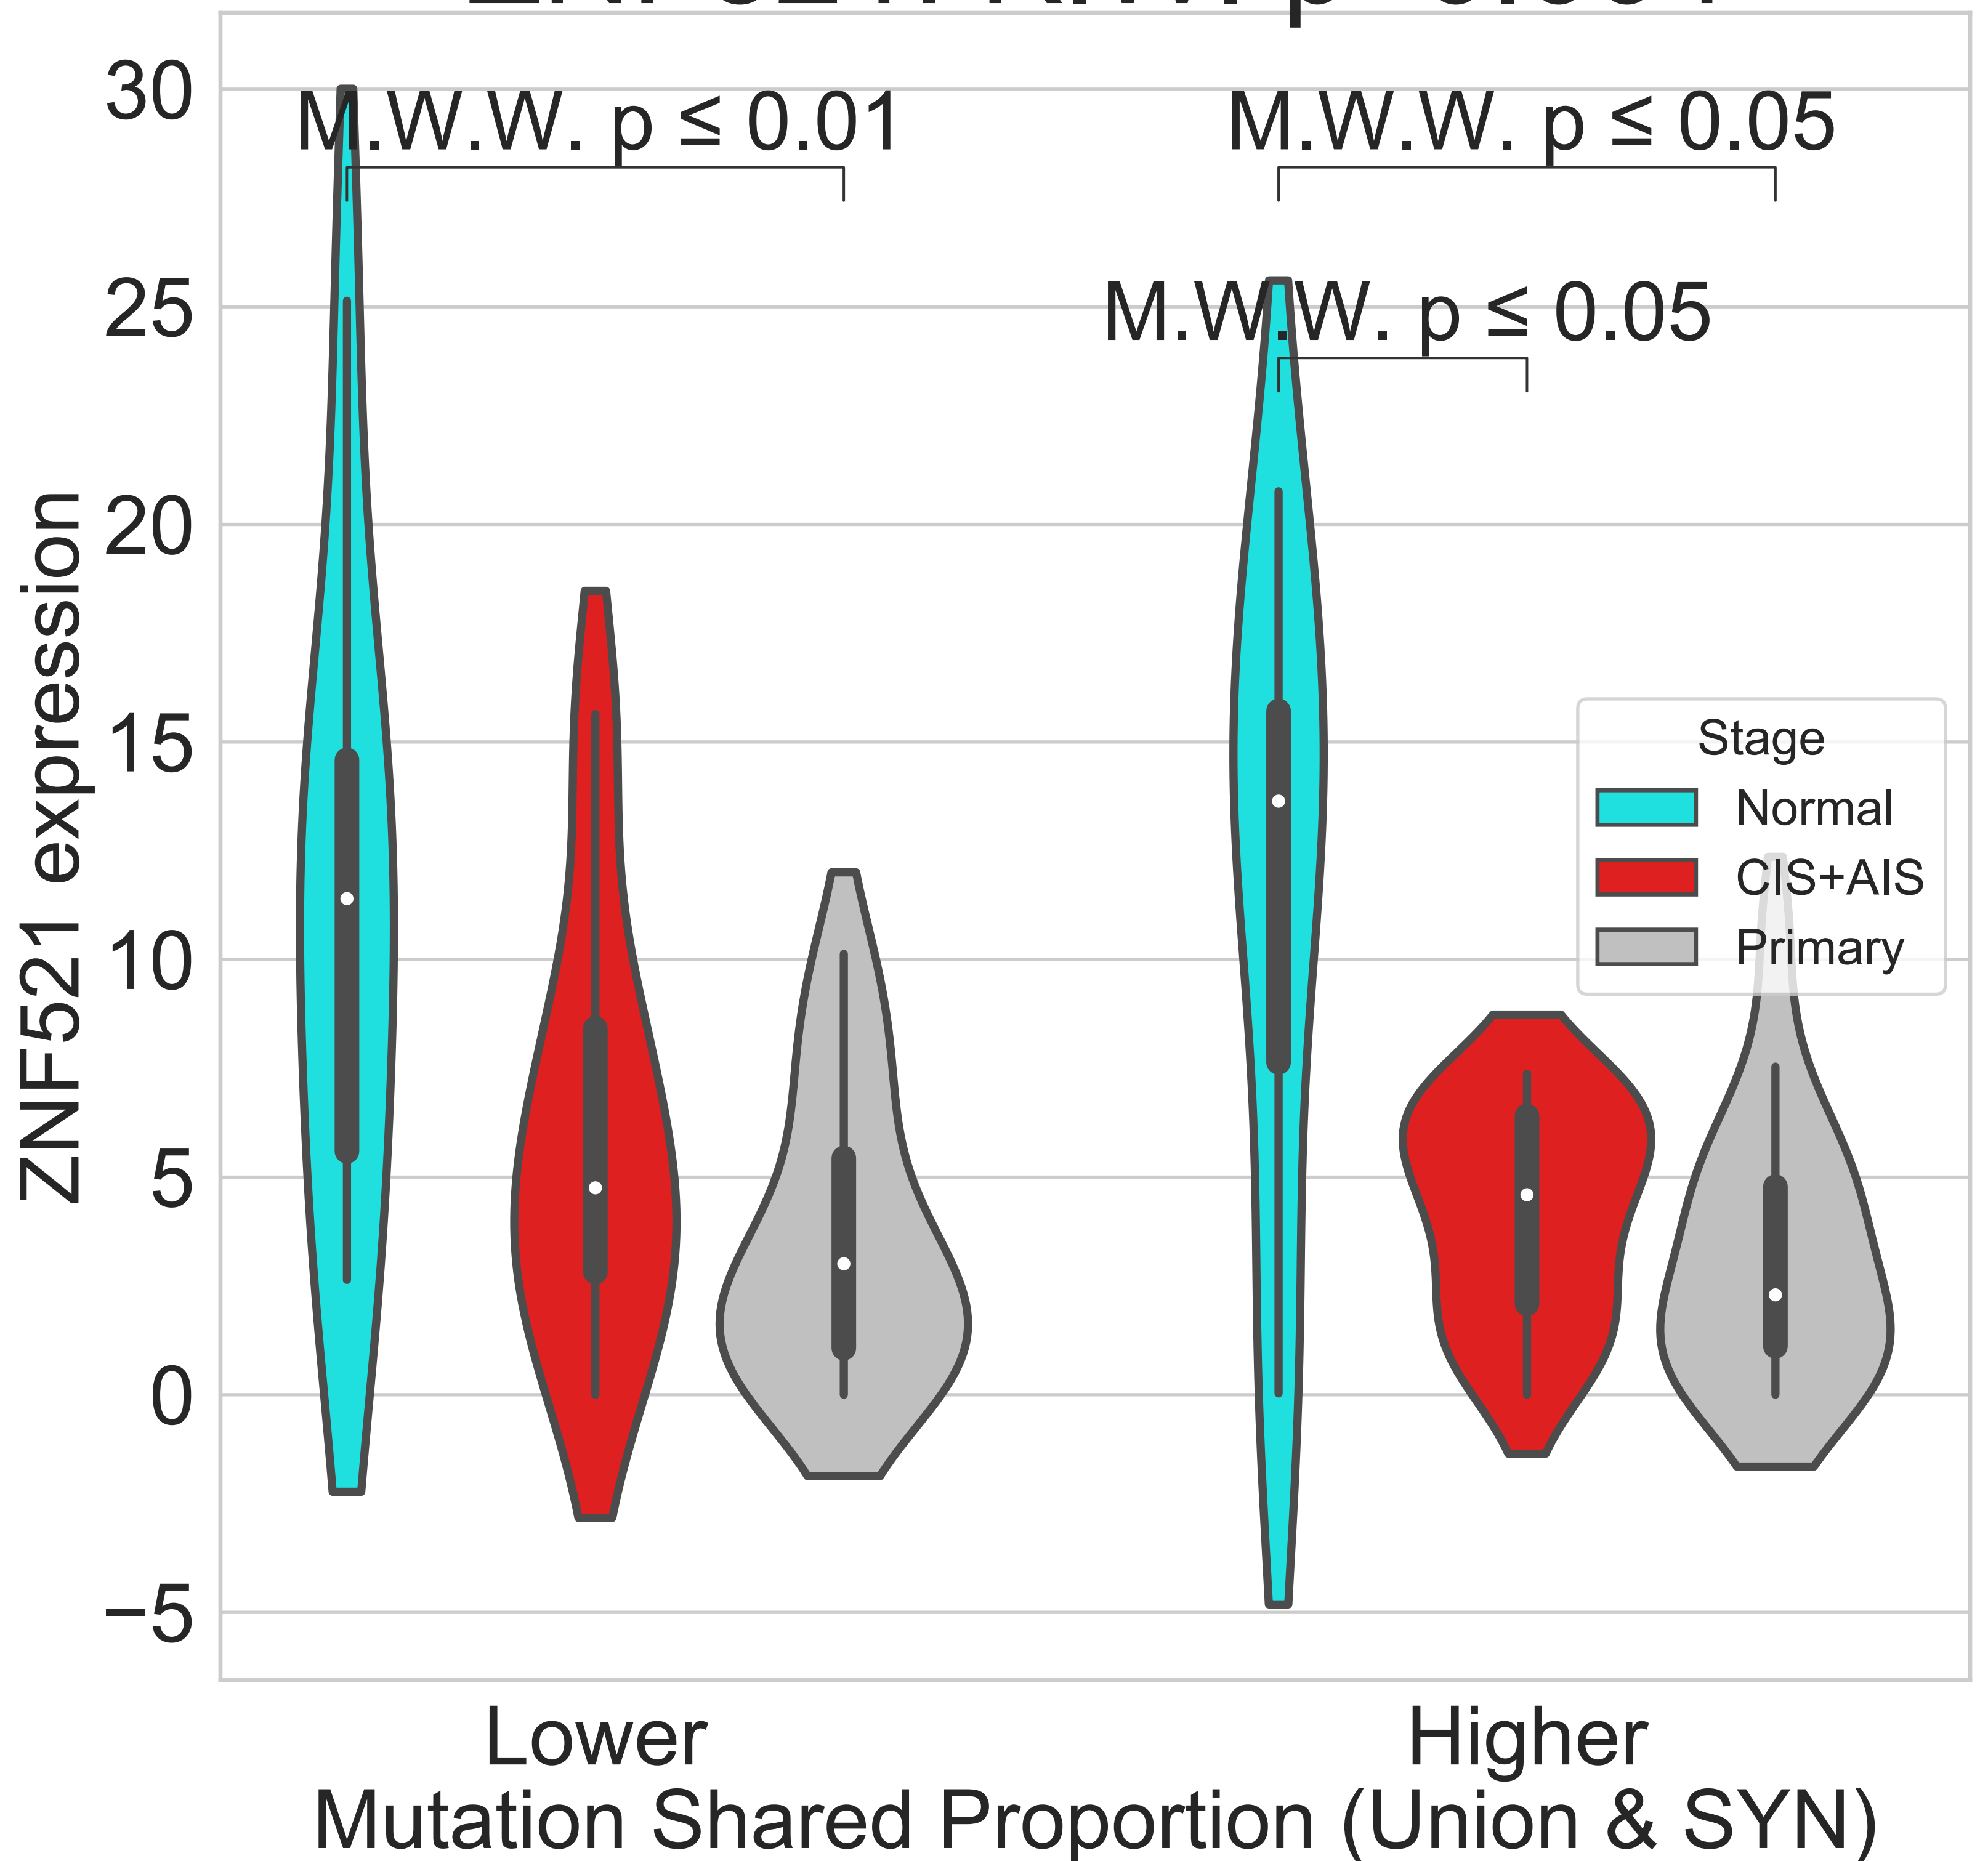 30
M.W.W. p ≤ 0.01
M.W.W. p ≤ 0.05
25
M.W.W. p ≤ 0.05
20
15
10
5
0
−5
ZNF521 expression
Stage
Normal
CIS+AIS
Primary
Lower
Higher
Mutation Shared Proportion (Union & SYN)